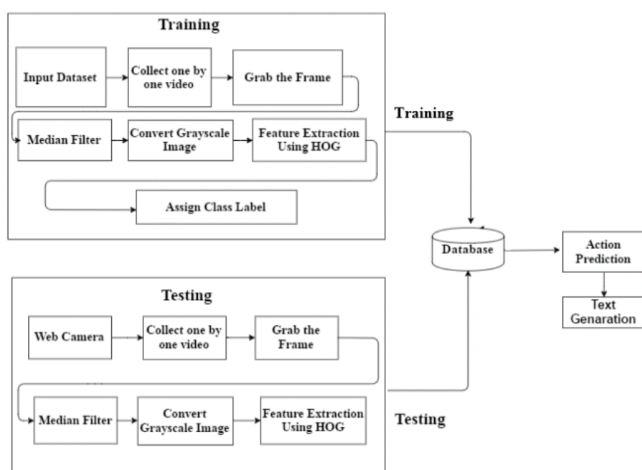 Training
Input Dataset
Collect one by
one video
Grab the Frame
Median Filter
Convert Grayscale
Image
Feature Extraction
Using HOG
Assign Class Label
Training
Database
Action
Prediction
Text
Genaration
Testing
Web Camera
Collect one by
one video
Grab the
Frame
Median Filter
Convert
Grayscale Image
Feature Extraction
Using HOG
Testing